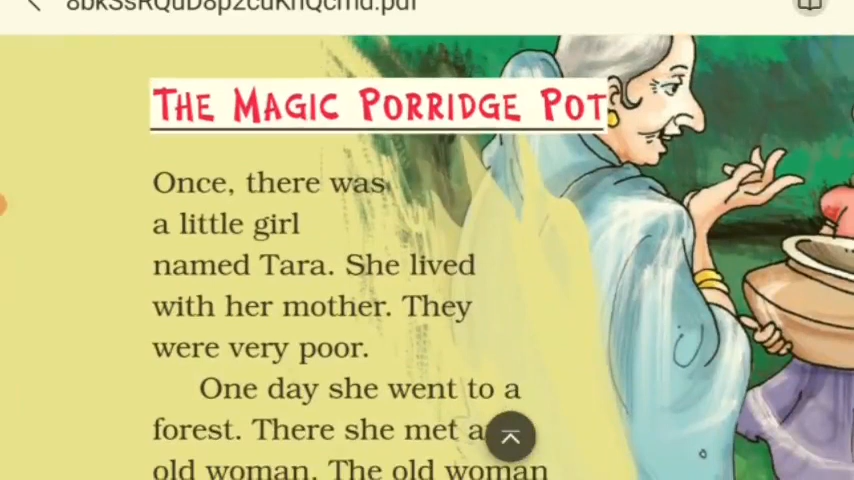 THE MAGIC PORRIDGE POT
Once, there was
a little girl
named Tara. She lived
with her mother. They
were very poor.
One day she went to a
forest. There she met a
old woman. The old woman